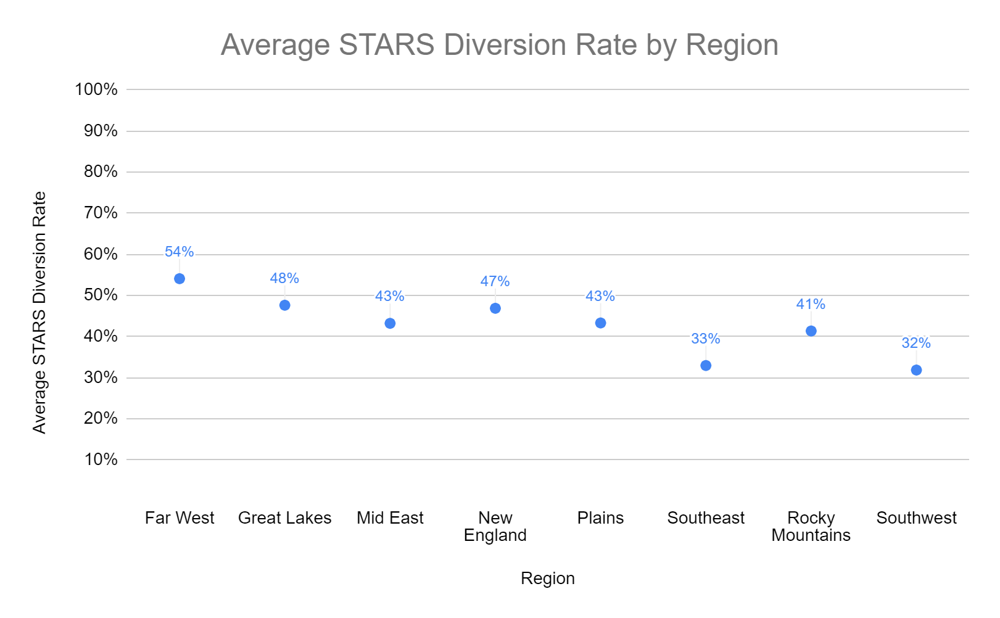 Average STARS Diversion Rate by Region
Average STARS Diversion Rate
100%
90%
80%
70%
60%
50%
40%
30%
20%
10%
54%
48%
43%
47%
43%
33%
41%
32%
Far West
Great Lakes
Mid East
New
England
Plains
Southeast
Rocky
Mountains
Southwest
Region